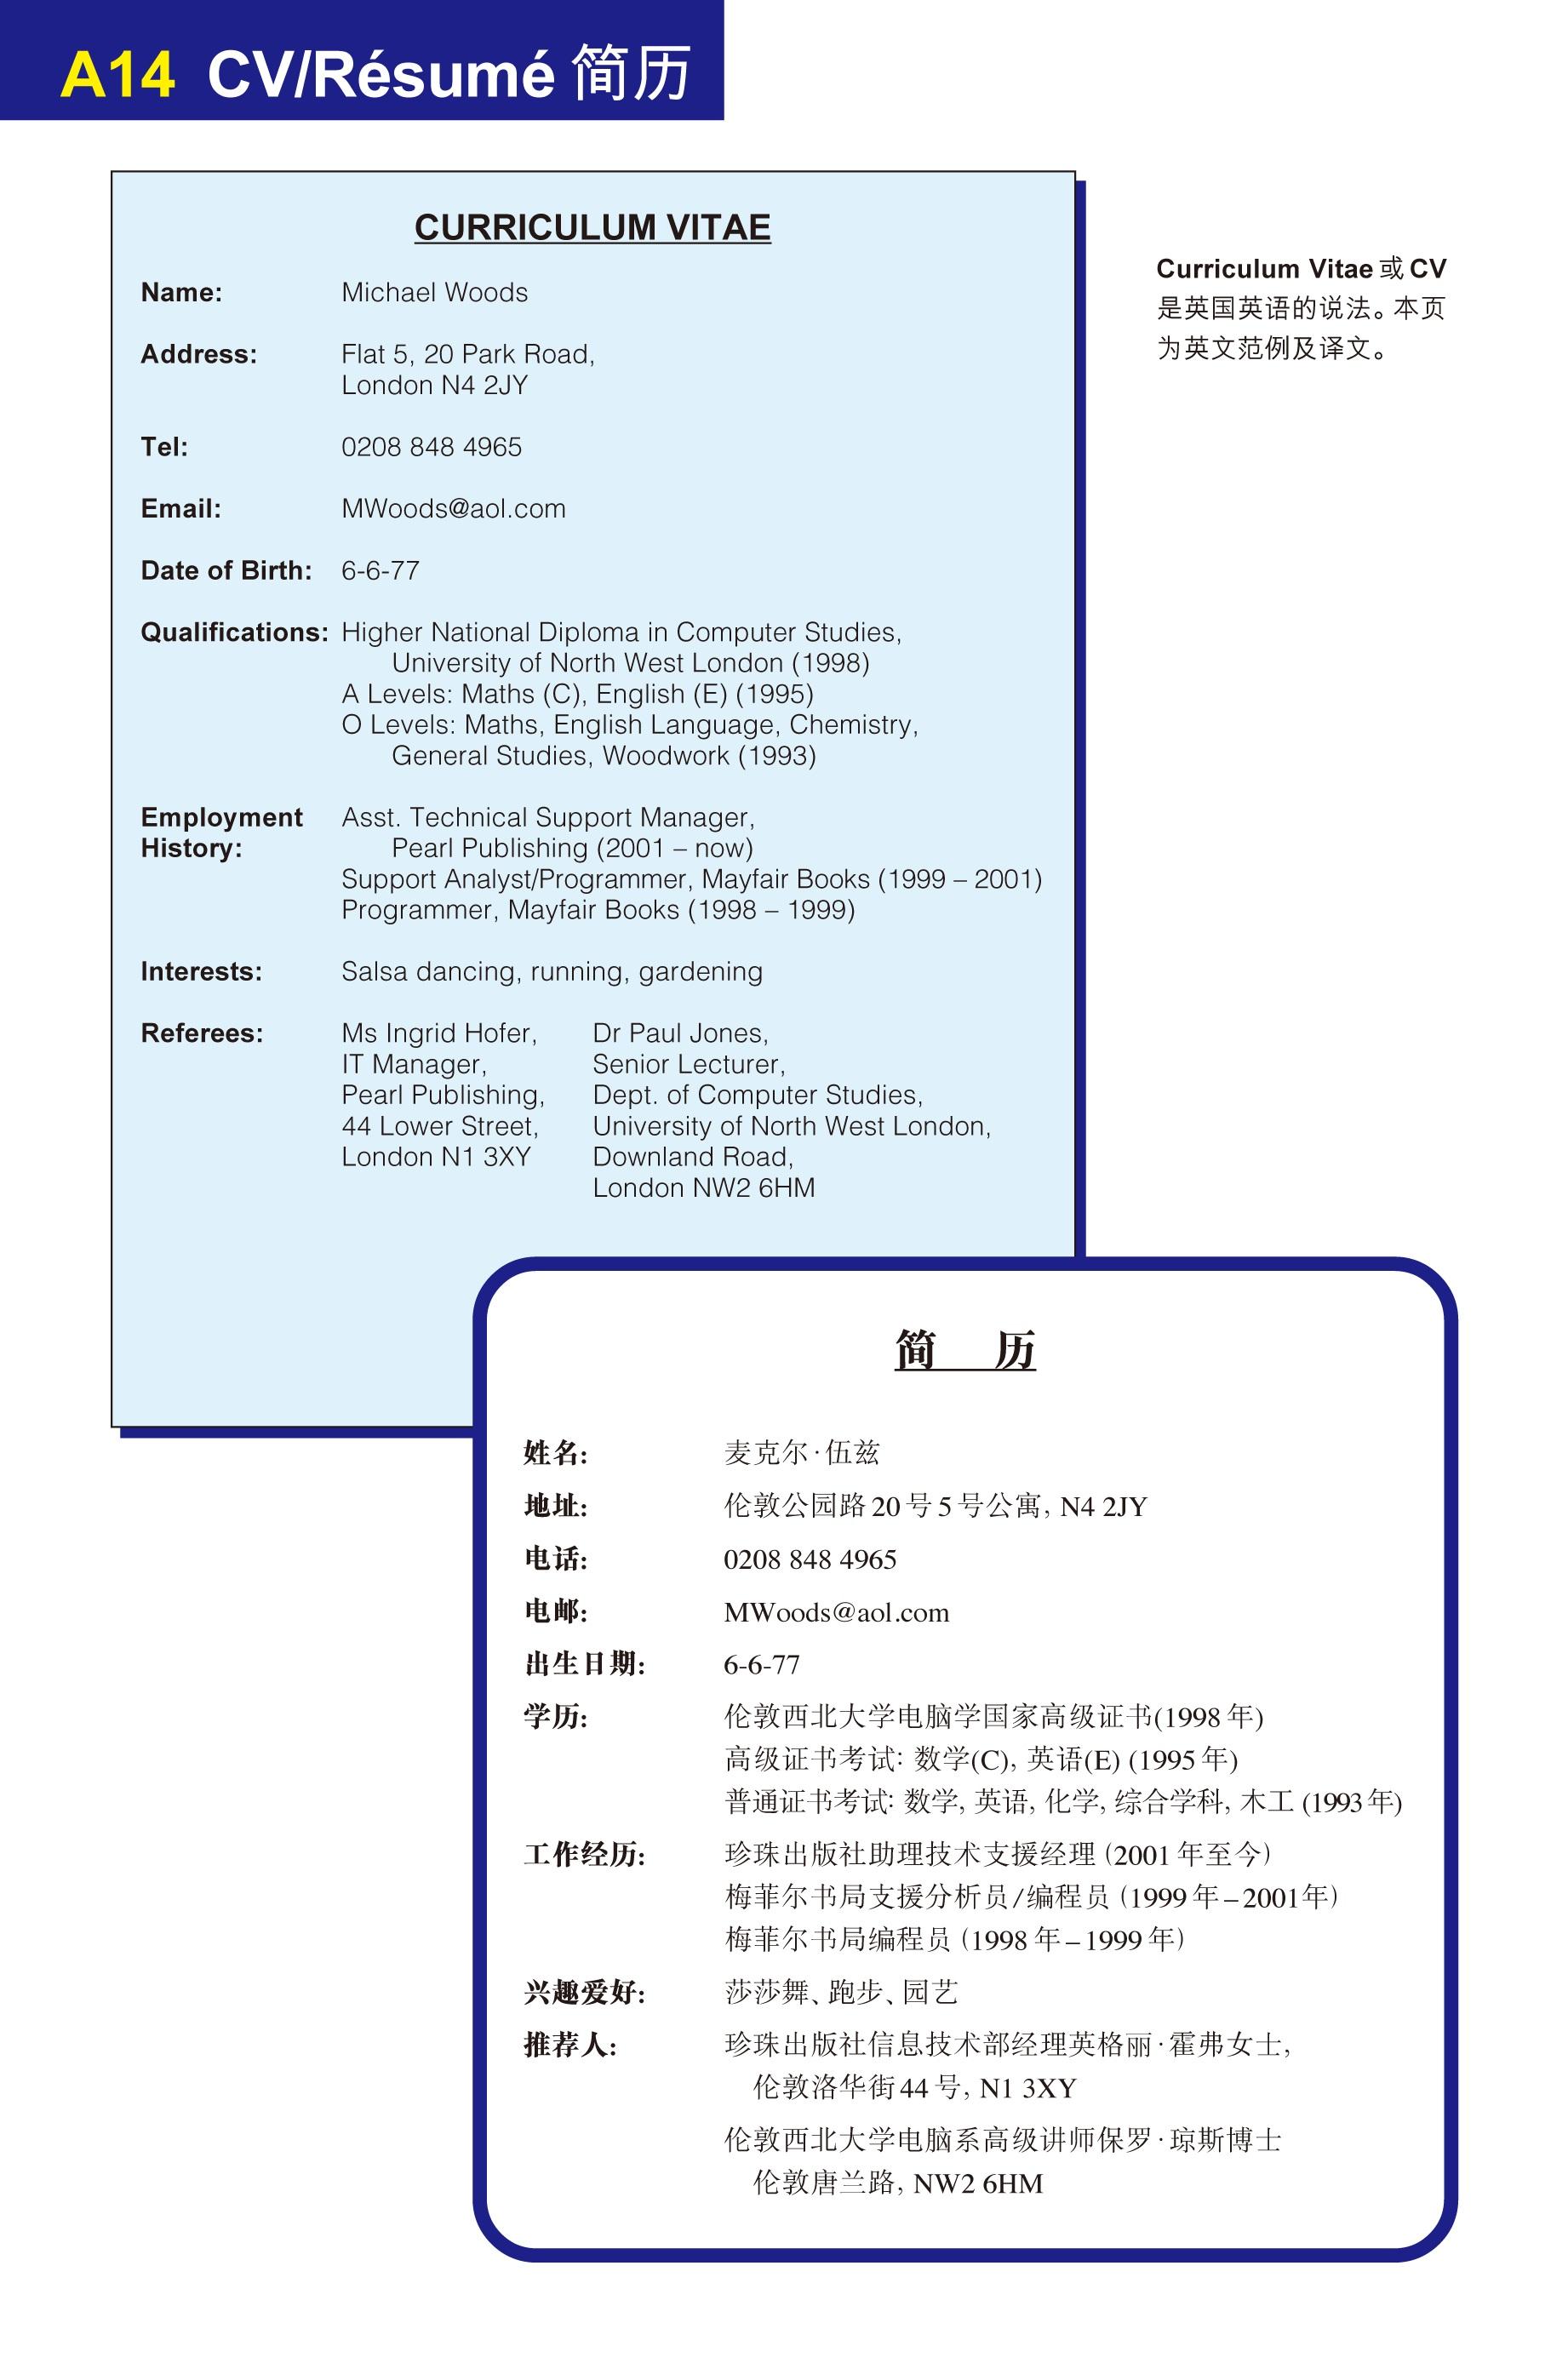 A14 CV/Résumé 简历
CURRICULUM VITAE
Name: Michael Woods
Address: Flat 5, 20 Park Road,
London N4 2JY
Tel: 0208 848 4965
Email: MWoods@aol.com
Date of Birth: 6-6-77
Qualifications: Higher National Diploma in Computer Studies,
University of North West London (1998)
A Levels: Maths (C), English (E) (1995)
O Levels: Maths, English Language, Chemistry,
General Studies, Woodwork (1993)
Employment Asst. Technical Support Manager,
History: Pearl Publishing (2001 – now)
Support Analyst/Programmer, Mayfair Books (1999 – 2001)
Programmer, Mayfair Books (1998 – 1999)
Interests: Salsa dancing, running, gardening
Referees: Ms Ingrid Hofer, Dr Paul Jones,
IT Manager, Senior Lecturer,
Pearl Publishing, Dept. of Computer Studies,
44 Lower Street, University of North West London,
London N1 3XY Downland Road,
London NW2 6HM
Curriculum Vitae 或 CV
是英国英语的说法。本页
为英文范例及译文。
简 历
姓名: 麦克尔·伍兹
地址: 伦敦公园路 20 号 5 号公寓, N4 2JY
电话: 0208 848 4965
电邮: MWoods@aol.com
出生日期: 6-6-77
学历: 伦敦西北大学电脑学国家高级证书(1998 年)
高级证书考试: 数学(C), 英语(E) (1995 年)
普通证书考试: 数学, 英语, 化学, 综合学科, 木工 (1993 年)
工作经历: 珍珠出版社助理技术支援经理 (2001 年至今)
梅菲尔书局支援分析员/编程员 (1999 年–2001年)
梅菲尔书局编程员 (1998 年–1999 年)
兴趣爱好: 莎莎舞、跑步、园艺
推荐人: 珍珠出版社信息技术部经理英格丽·霍弗女士,
伦敦洛华街 44 号, N1 3XY
伦敦西北大学电脑系高级讲师保罗·琼斯博士
伦敦唐兰路, NW2 6HM